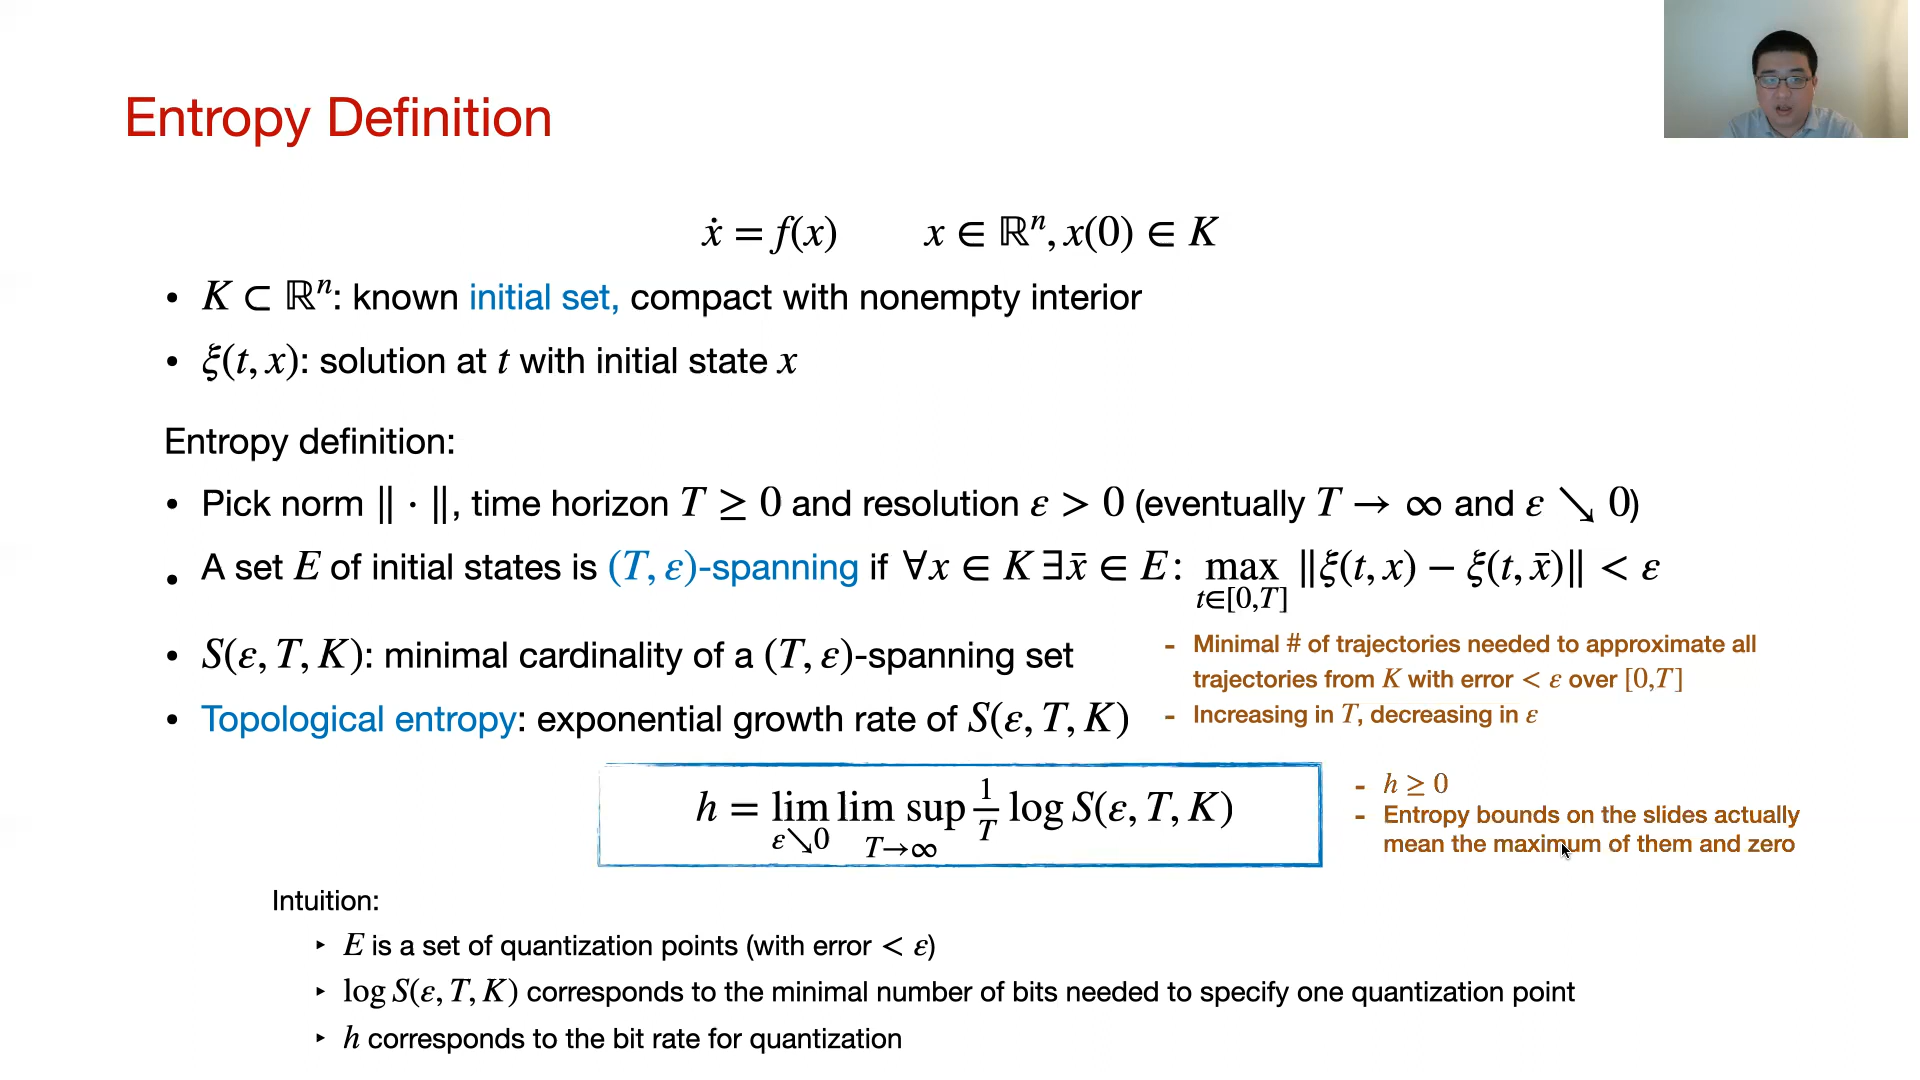 Entropy Definition
ẋ = f(x)  x ∈ ℝⁿ, x(0) ∈ K
• K ⊂ ℝⁿ: known initial set, compact with nonempty interior
• ξ(t, x): solution at t with initial state x
Entropy definition:
• Pick norm ‖ · ‖, time horizon T ≥ 0 and resolution ε > 0 (eventually T → ∞ and ε ↘ 0)
• A set E of initial states is (T, ε)-spanning if ∀x ∈ K ∃x̄ ∈ E: max t∈[0,T] ‖ξ(t, x) − ξ(t, x̄)‖ < ε
• S(ε, T, K): minimal cardinality of a (T, ε)-spanning set
- Minimal # of trajectories needed to approximate all
trajectories from K with error < ε over [0,T]
- Increasing in T, decreasing in ε
• Topological entropy: exponential growth rate of S(ε, T, K)
h = lim ε↘0 lim sup T→∞ 1/T log S(ε, T, K)
- h ≥ 0
- Entropy bounds on the slides actually
mean the maximum of them and zero
Intuition:
‣ E is a set of quantization points (with error < ε)
‣ log S(ε, T, K) corresponds to the minimal number of bits needed to specify one quantization point
‣ h corresponds to the bit rate for quantization